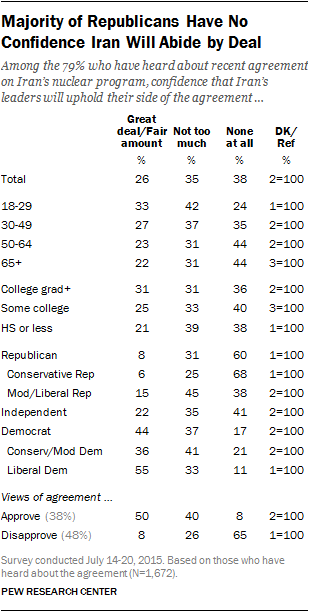 Majority of Republicans Have No
Confidence Iran Will Abide by Deal
Among the 79% who have heard about recent agreement
on Iran's nuclear program, confidence that Iran's
leaders will uphold their side of the agreement ...
Great
deal/Fair Not too None DK/
amount much at all Ref
% % % %
Total 26 35 38 2=100
18-29 33 42 24 1=100
30-49 27 37 35 2=100
50-64 23 31 44 2=100
65+ 22 31 44 3=100
College grad+ 31 31 36 2=100
Some college 25 33 40 3=100
HS or less 21 39 38 1=100
Republican 8 31 60 1=100
Conservative Rep 6 25 68 1=100
Mod/Liberal Rep 15 45 38 2=100
Independent 22 35 41 2=100
Democrat 44 37 17 2=100
Conserv/Mod Dem 36 41 21 2=100
Liberal Dem 55 33 11 1=100
Views of agreement ...
Approve (38%) 50 40 8 2=100
Disapprove (48%) 8 26 65 1=100
Survey conducted July 14-20, 2015. Based on those who have
heard about the agreement (N=1,672).
PEW RESEARCH CENTER